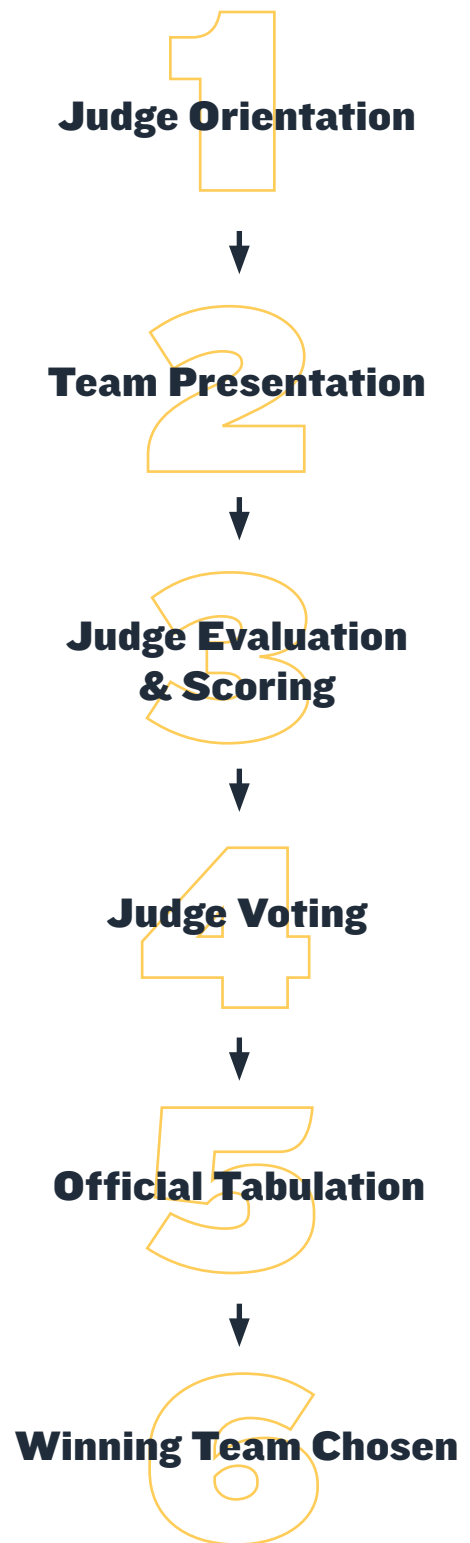 1
Judge Orientation
2
Team Presentation
3
Judge Evaluation
& Scoring
4
Judge Voting
5
Official Tabulation
6
Winning Team Chosen